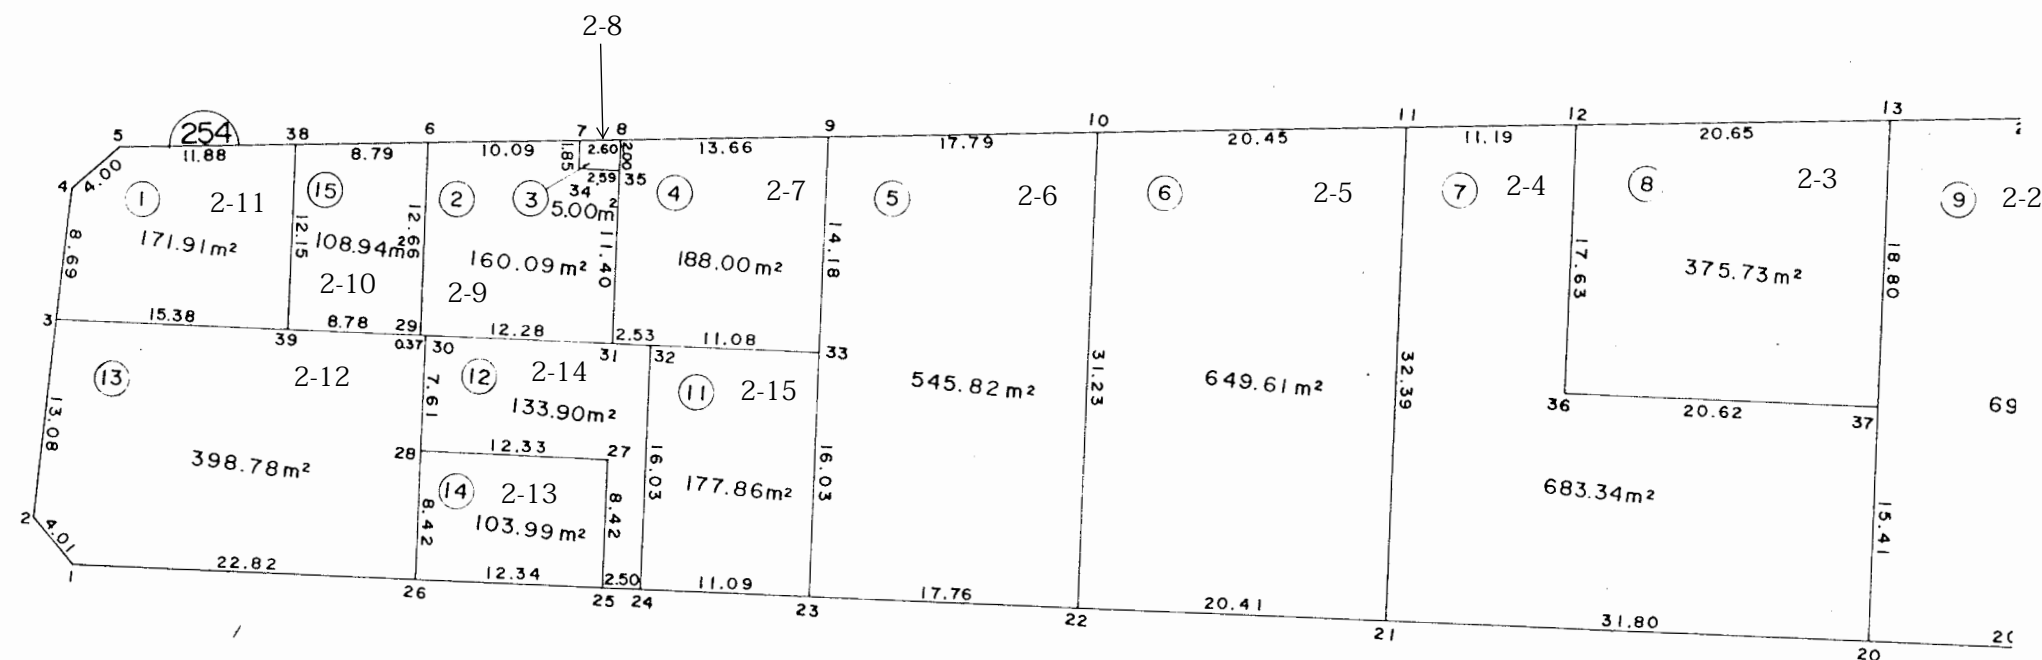 2-8
5 254 38 6 7 8 9 10 11 12 13
11.88 8.79 10.09 2.60 13.66 17.79 20.45 11.19 20.65
4 4.00 1.85 2.00
2.59 35
34
1 2-11 15 2 3 4 2-7 5 2-6 6 2-5 7 2-4 8 2-3 9 2-2
5.00m²
8.69 12.15 12.66 11.40 14.18 17.63 18.80
171.91m² 108.94m² 160.09m² 188.00m² 375.73m²
2-10 2-9
3 15.38 8.78 29 12.28 2.53 11.08
39 0.37 30 31 32 33
13 2-12 12 2-14 11 2-15 545.82m² 31.23 649.61m² 32.39
7.61 133.90m²
36 20.62 37
69
13.08 28 12.33 27
398.78m² 16.03 177.86m² 16.03 683.34m²
14 2-13
8.42 103.99m² 8.42 15.41
2 4.01
1 22.82 12.34 2.50 11.09 17.76 20.41 31.80
26 25 24 23 22 21 20